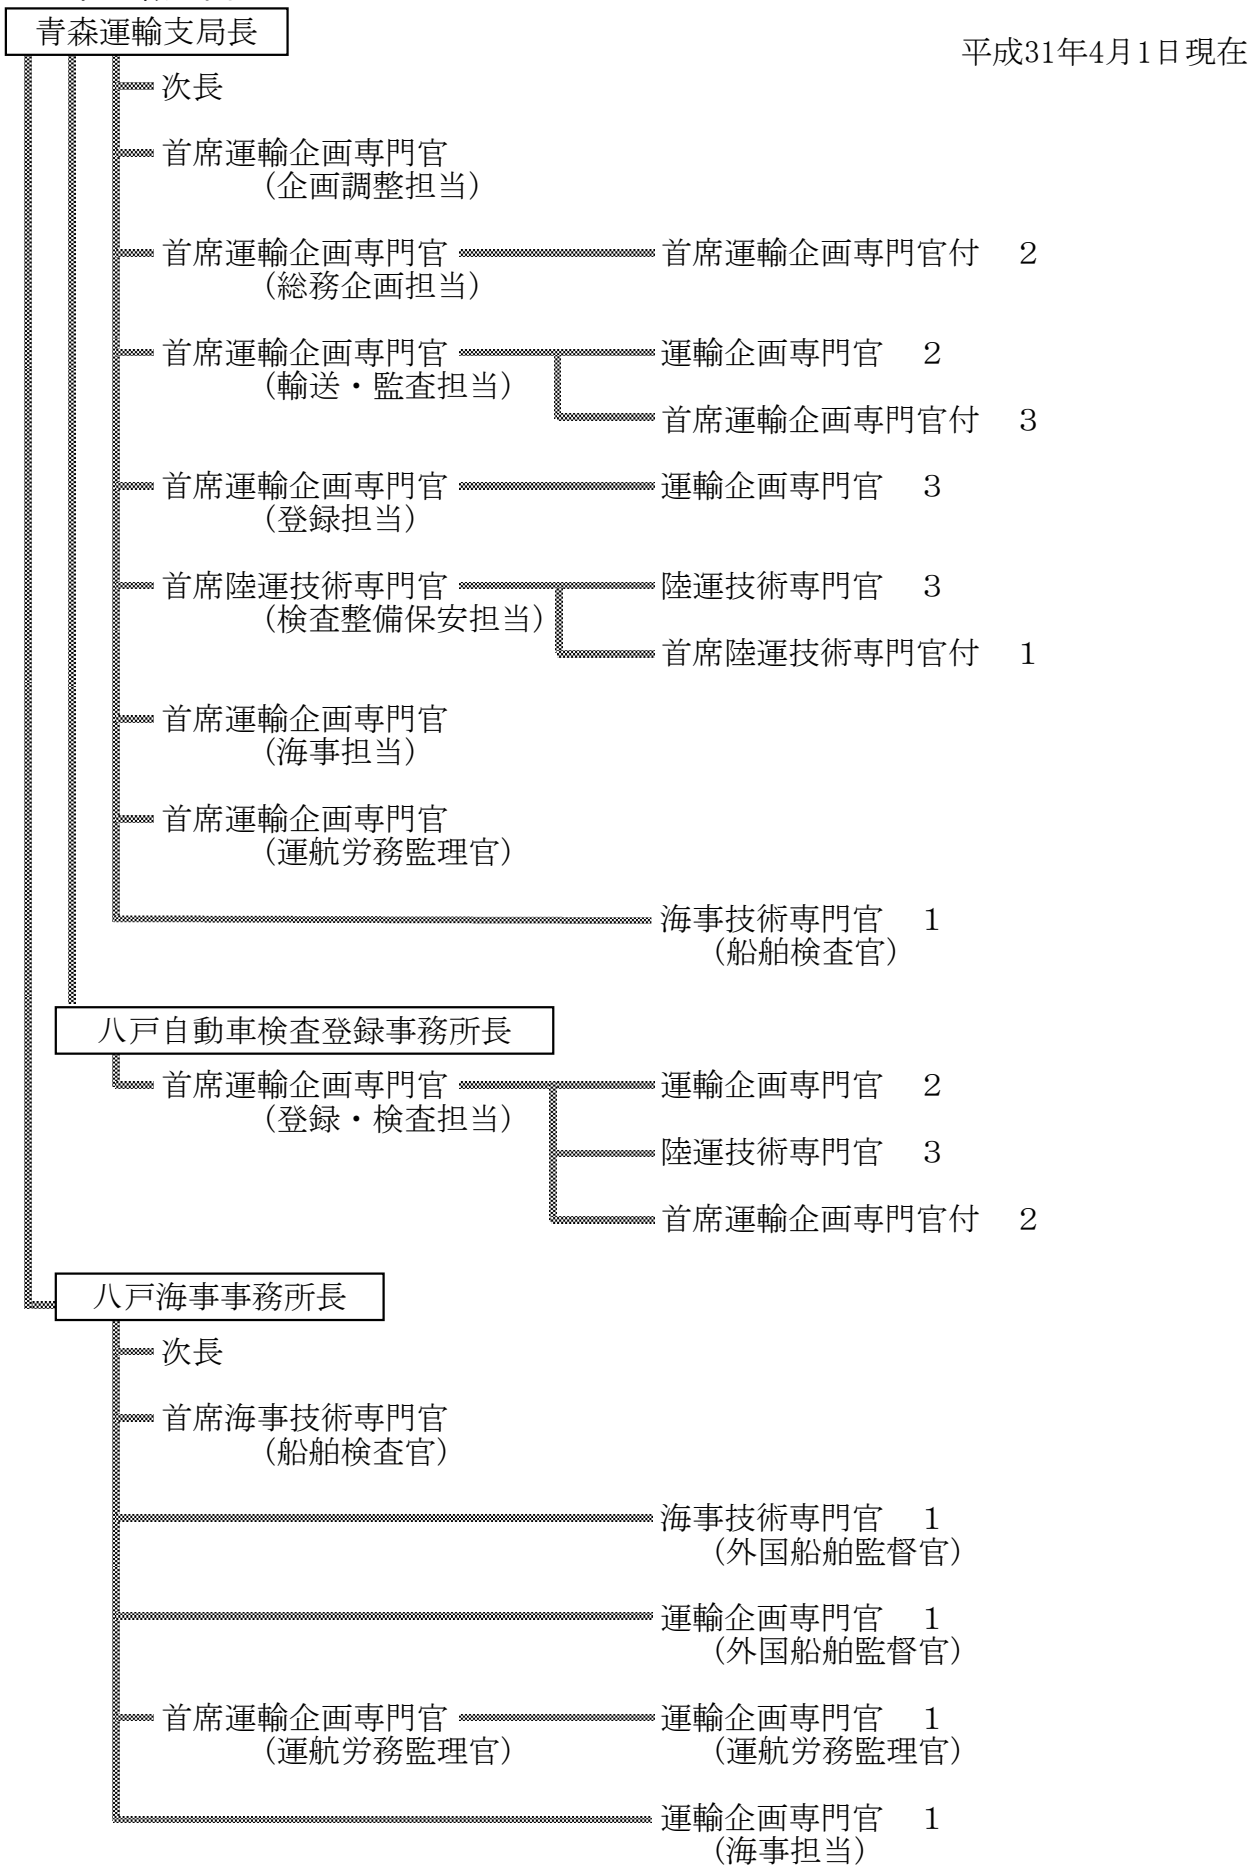 青森運輸支局長
平成31年4月1日現在
次長
首席運輸企画専門官
(企画調整担当)
首席運輸企画専門官 首席運輸企画専門官付 2
(総務企画担当)
首席運輸企画専門官 運輸企画専門官 2
(輸送・監査担当)
首席運輸企画専門官付 3
首席運輸企画専門官 運輸企画専門官 3
(登録担当)
首席陸運技術専門官 陸運技術専門官 3
(検査整備保安担当)
首席陸運技術専門官付 1
首席運輸企画専門官
(海事担当)
首席運輸企画専門官
(運航労務監理官)
海事技術専門官 1
(船舶検査官)
八戸自動車検査登録事務所長
首席運輸企画専門官 運輸企画専門官 2
(登録・検査担当)
陸運技術専門官 3
首席運輸企画専門官付 2
八戸海事事務所長
次長
首席海事技術専門官
(船舶検査官)
海事技術専門官 1
(外国船舶監督官)
運輸企画専門官 1
(外国船舶監督官)
首席運輸企画専門官 運輸企画専門官 1
(運航労務監理官) (運航労務監理官)
運輸企画専門官 1
(海事担当)